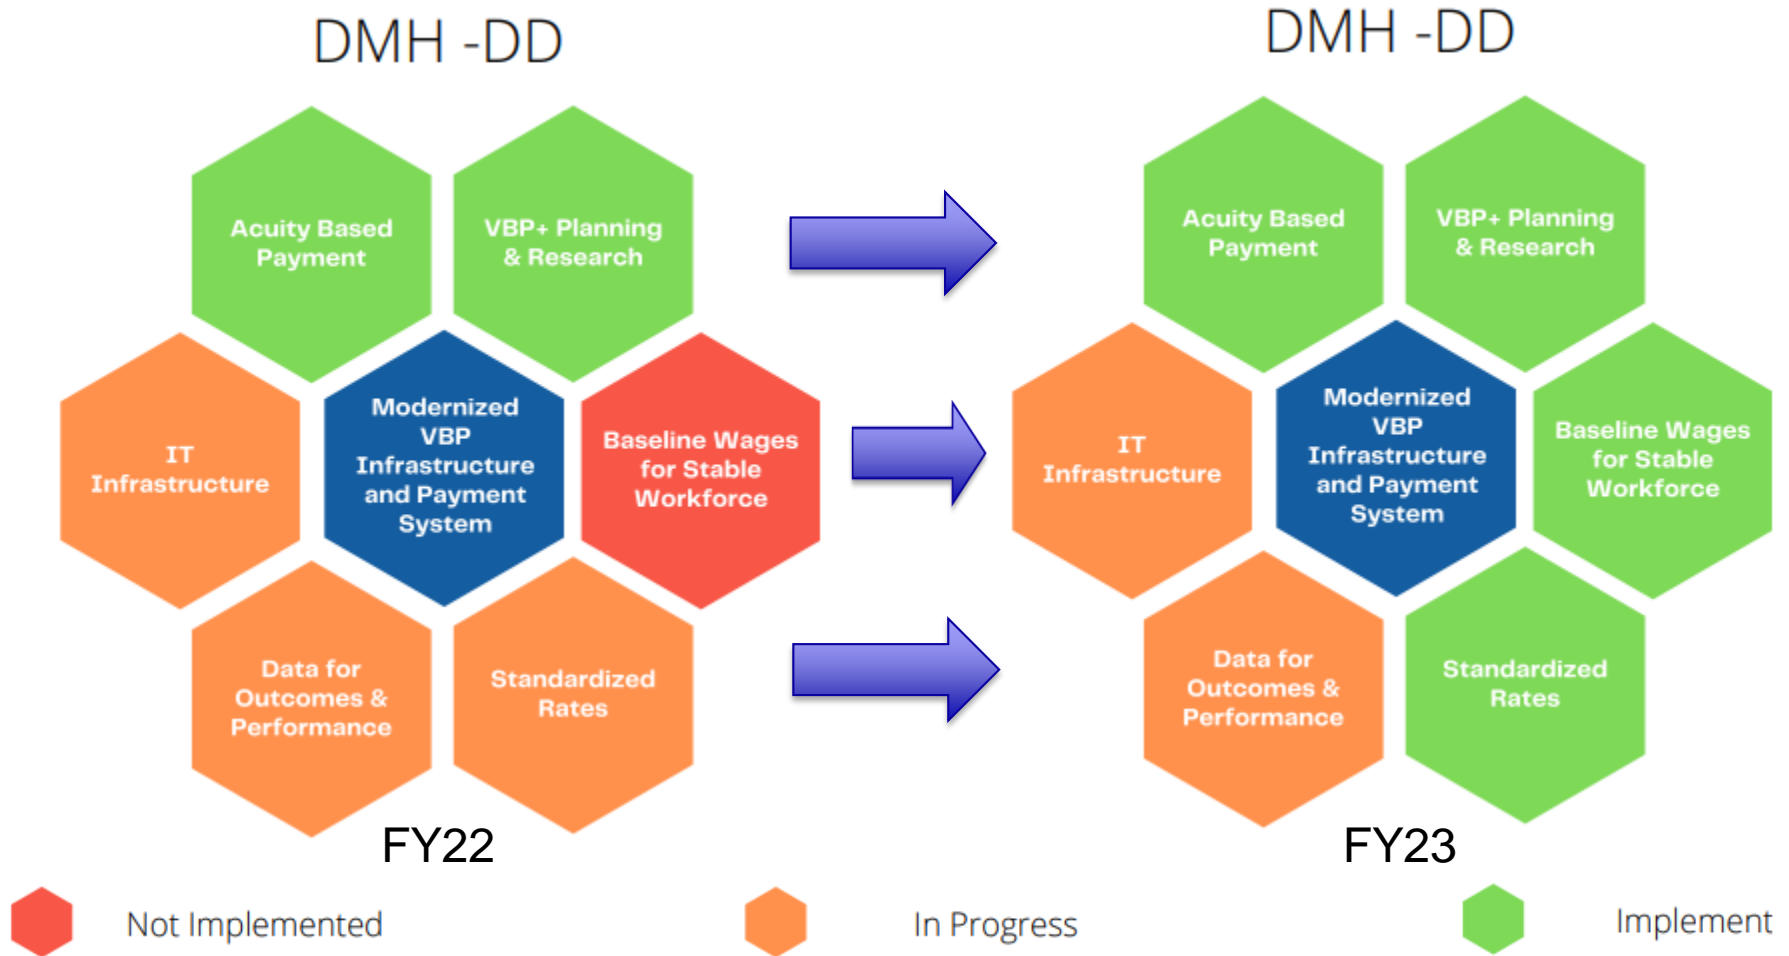 DMH -DD
Acuity Based
Payment
VBP+ Planning
& Research
IT
Infrastructure
Modernized
VBP
Infrastructure
and Payment
System
Baseline Wages
for Stable
Workforce
Data for
Outcomes &
Performance
Standardized
Rates
FY22
DMH -DD
Acuity Based
Payment
VBP+ Planning
& Research
IT
Infrastructure
Modernized
VBP
Infrastructure
and Payment
System
Baseline Wages
for Stable
Workforce
Data for
Outcomes &
Performance
Standardized
Rates
FY23
Not Implemented
In Progress
Implement